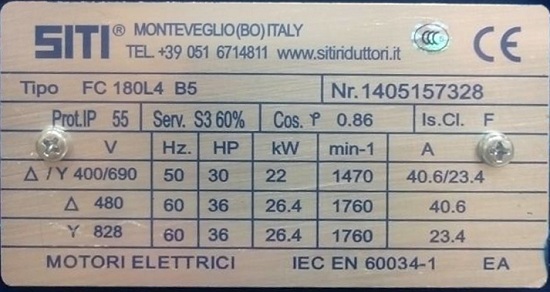 SITI® MONTEVEGLIO(BO)ITALY
TEL. +39 051 6714811 www.sitiriduttori.it
CCC CE
Tipo FC 180L4 B5 Nr.1405157328
Prot.IP 55 Serv. S3 60% Cos. φ 0.86 Is.Cl. F
V Hz. HP kW min-1 A
Δ / Y 400/690 50 30 22 1470 40.6/23.4
Δ 480 60 36 26.4 1760 40.6
Y 828 60 36 26.4 1760 23.4
MOTORI ELETTRICI IEC EN 60034-1 EA